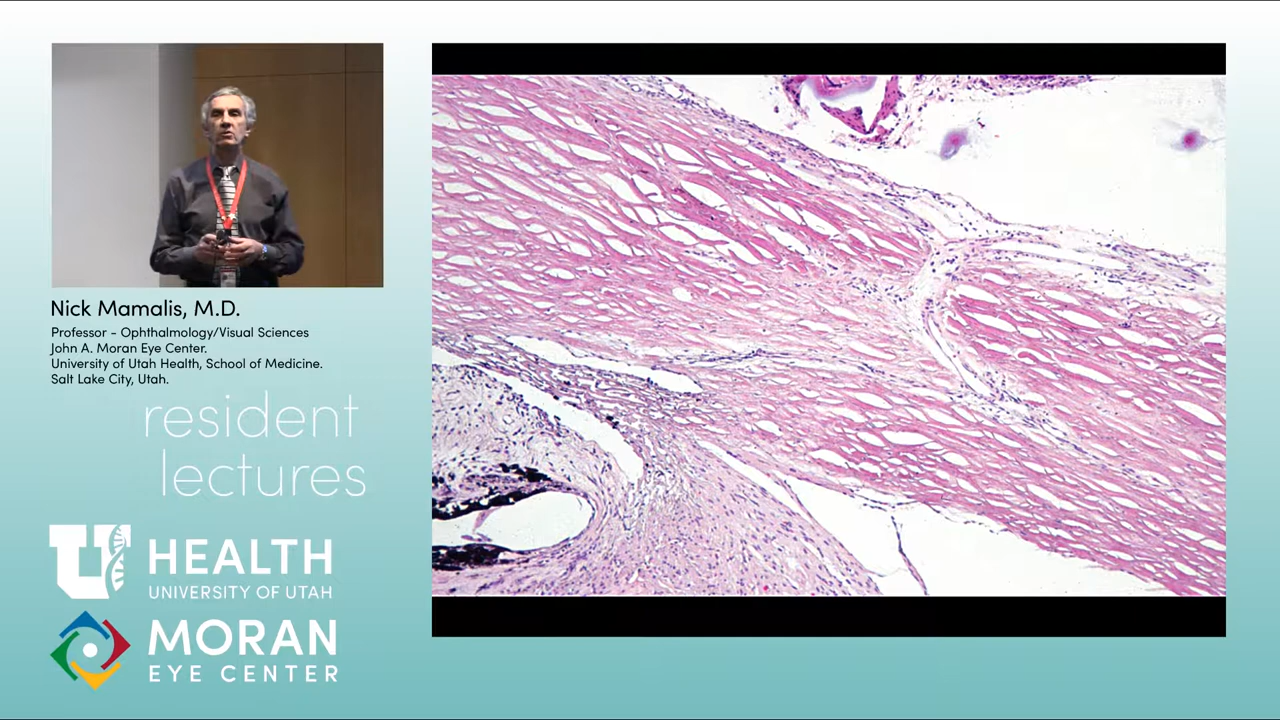 Nick Mamalis, M.D.
Professor - Ophthalmology/Visual Sciences
John A. Moran Eye Center.
University of Utah Health, School of Medicine.
Salt Lake City, Utah.
resident
lectures
U HEALTH
UNIVERSITY OF UTAH
MORAN
EYE CENTER